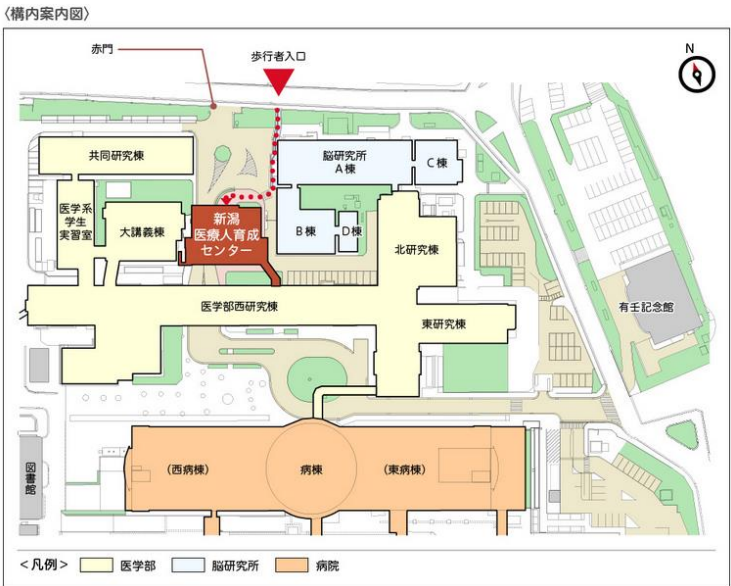 〈構内案内図〉
赤門
歩行者入口
N
共同研究棟
脳研究所
A棟
C棟
医学系
学生
実習室
大講義棟
新潟
医療人育成
センター
B棟
D棟
北研究棟
医学部西研究棟
東研究棟
有壬記念館
図書館
(西病棟)
病棟
(東病棟)
<凡例>
医学部
脳研究所
病院